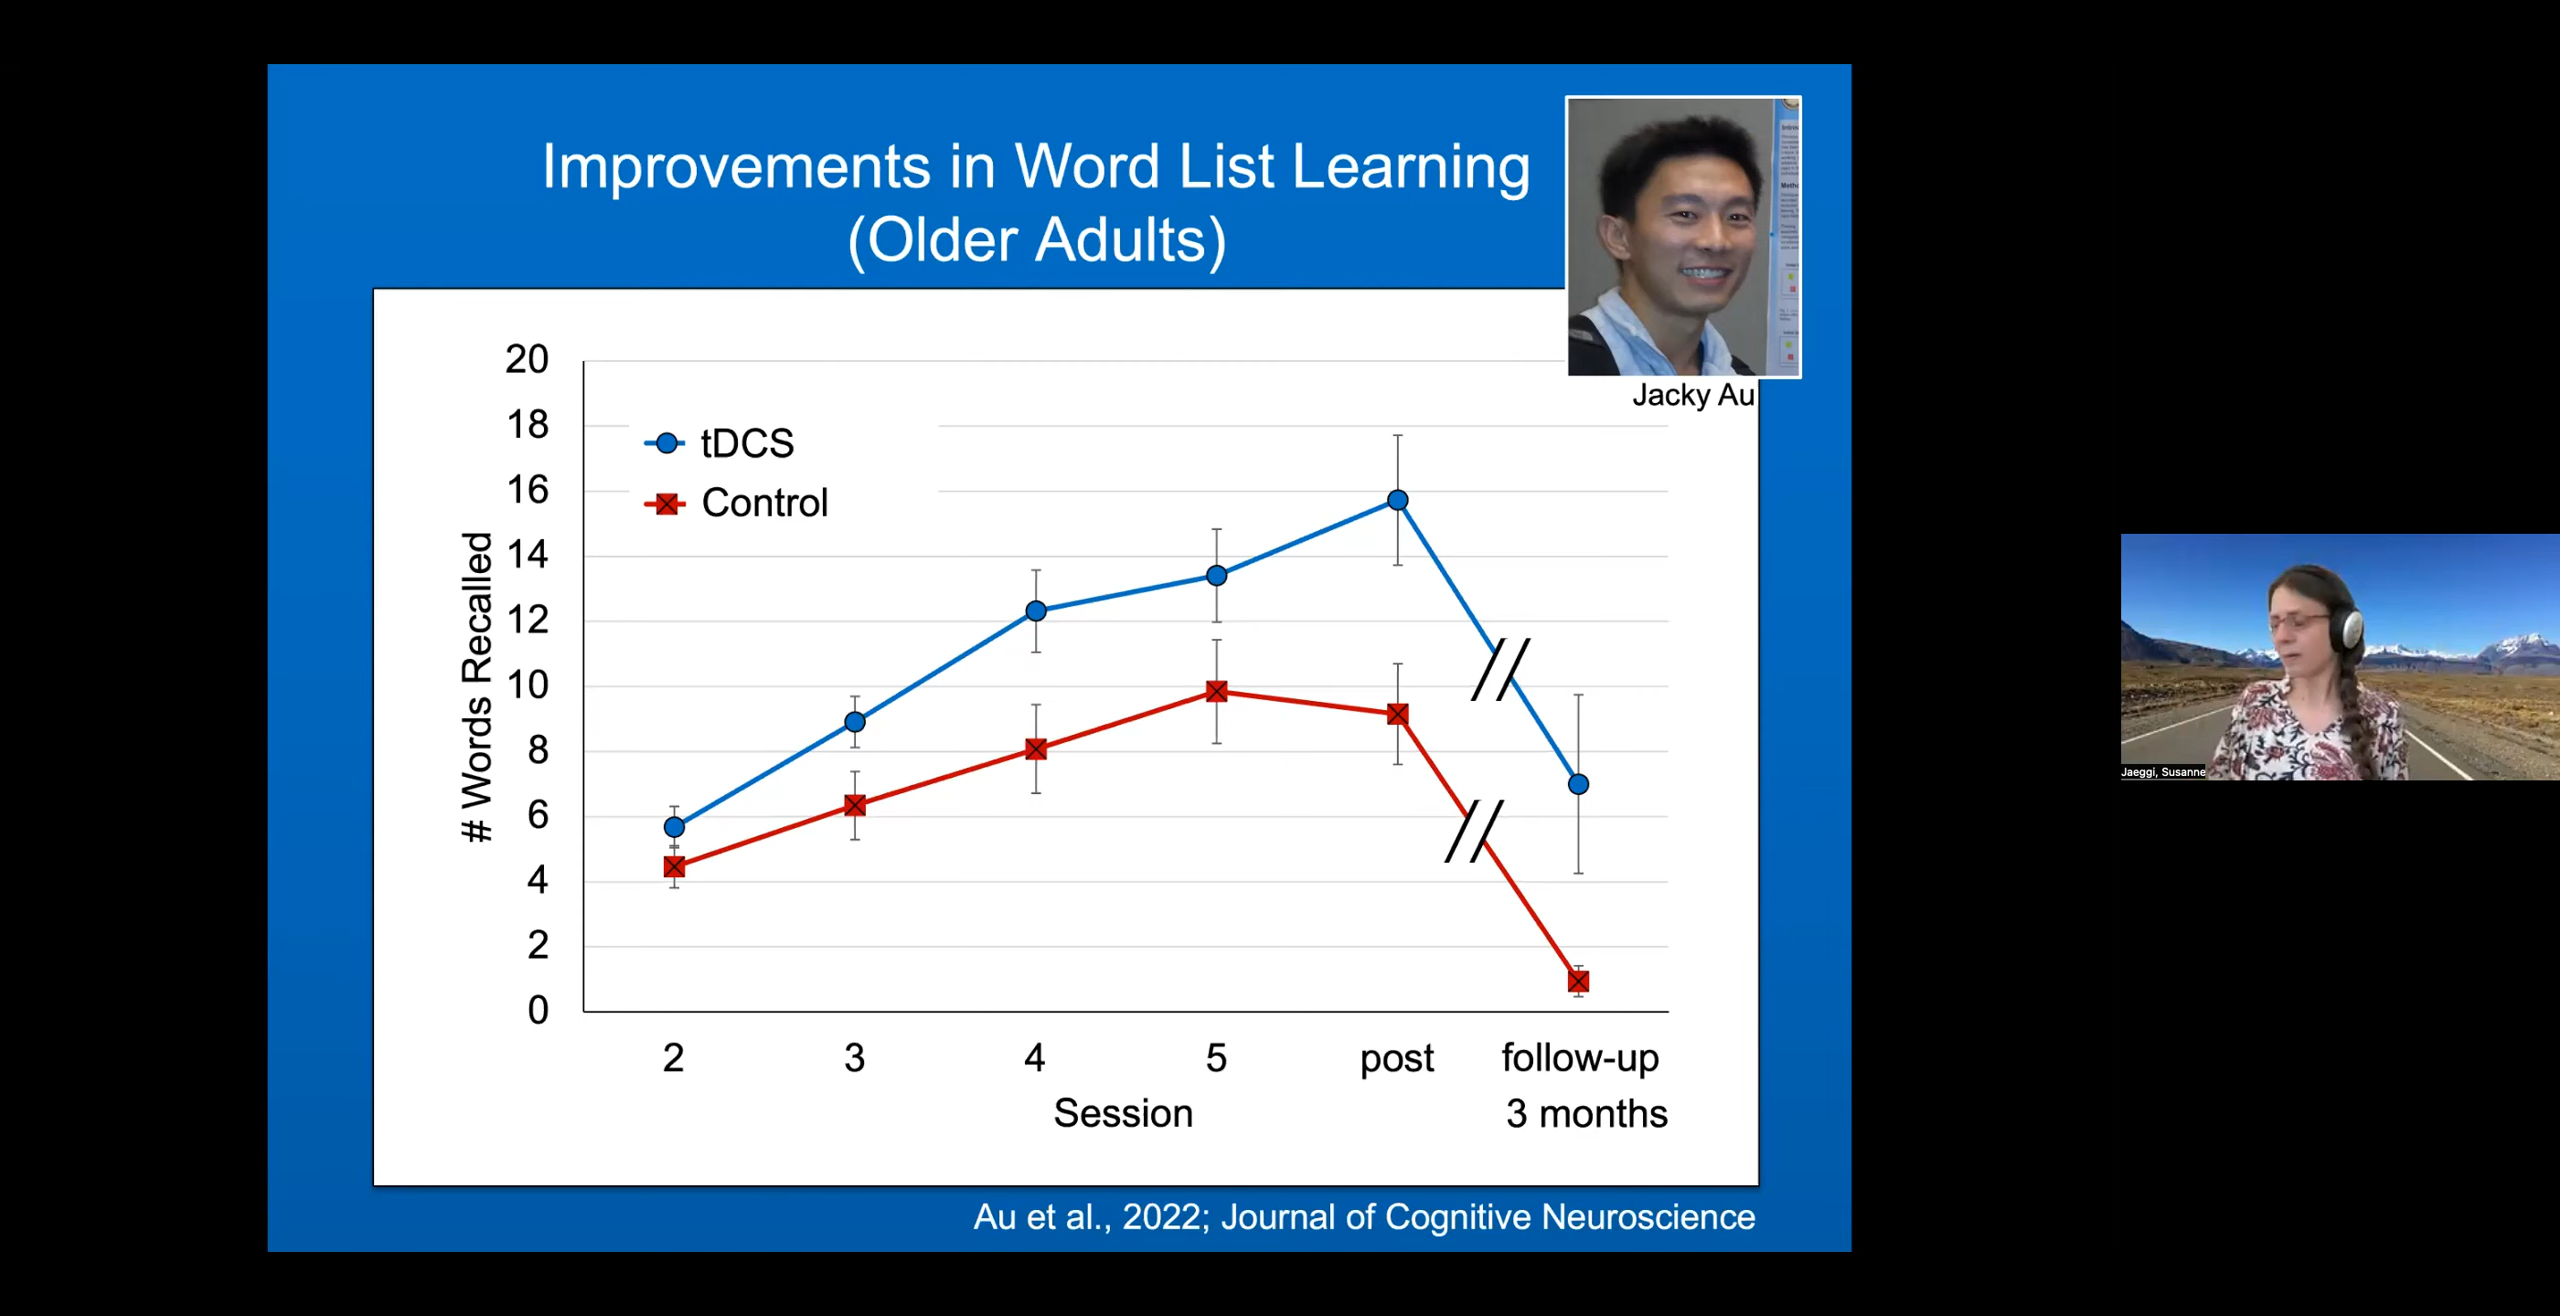 Improvements in Word List Learning
(Older Adults)
Jacky Au
20
18
16
14
12
10
8
6
4
2
0
# Words Recalled
tDCS
Control
2 3 4 5 post follow-up
Session 3 months
Au et al., 2022; Journal of Cognitive Neuroscience
Jaeggi, Susanne